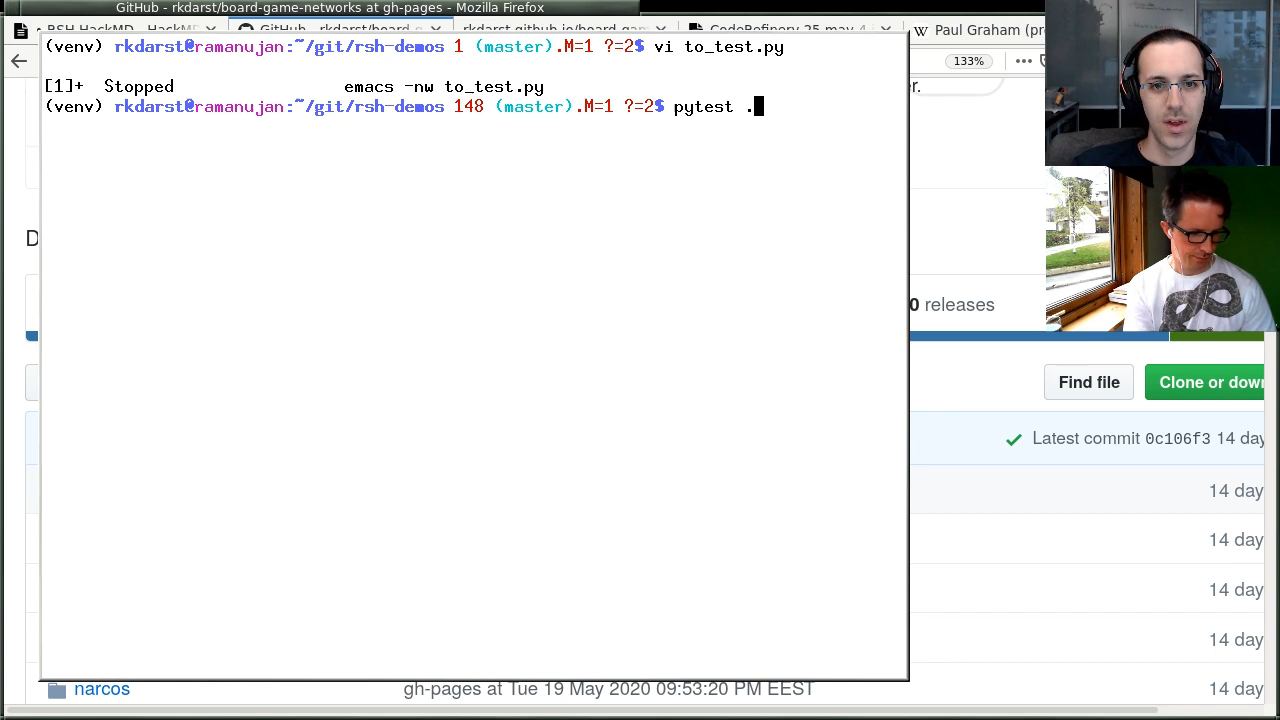 GitHub - rkdarst/board-game-networks at gh-pages - Mozilla Firefox
(venv) rkdarst@ramanujan:~/git/rsh-demos 1 (master).M=1 ?=2$ vi to_test.py
[1]+  Stopped                 emacs -nw to_test.py
(venv) rkdarst@ramanujan:~/git/rsh-demos 148 (master).M=1 ?=2$ pytest .
Paul Graham (pr
133%
r.
D
0 releases
Find file
Clone or down
Latest commit 0c106f3 14 day
14 day
14 day
14 day
14 day
narcos
gh-pages at Tue 19 May 2020 09:53:20 PM EEST
14 day